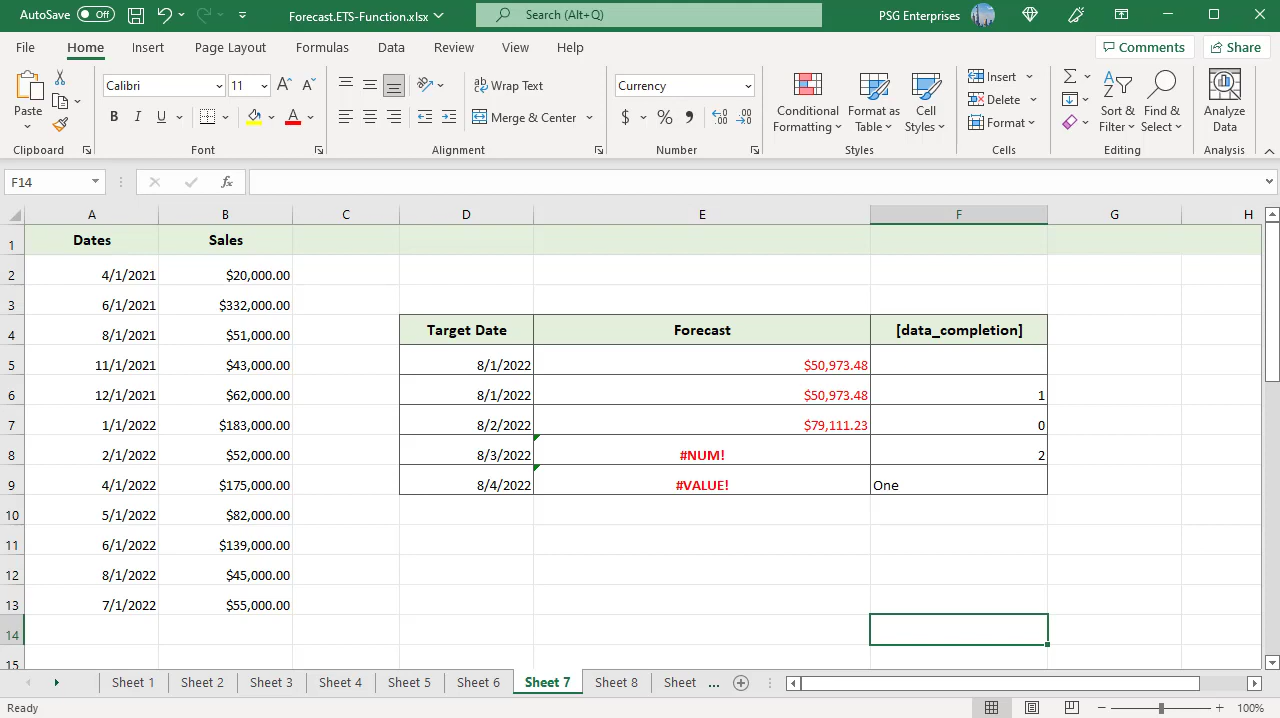 AutoSave Off Forecast.ETS-Function.xlsx Search (Alt+Q) PSG Enterprises
File Home Insert Page Layout Formulas Data Review View Help Comments Share
Paste
Clipboard
Calibri 11
B I U
Font
Wrap Text
Merge & Center
Alignment
Currency
$ % 9
Number
Conditional Formatting
Format as Table
Cell Styles
Styles
Insert
Delete
Format
Cells
Sort & Filter
Find & Select
Editing
Analyze Data
Analysis
F14 fx
A B C D E F G H
1 Dates Sales
2 4/1/2021 $20,000.00
3 6/1/2021 $332,000.00
4 8/1/2021 $51,000.00 Target Date Forecast [data_completion]
5 11/1/2021 $43,000.00 8/1/2022 $50,973.48
6 12/1/2021 $62,000.00 8/1/2022 $50,973.48 1
7 1/1/2022 $183,000.00 8/2/2022 $79,111.23 0
8 2/1/2022 $52,000.00 8/3/2022 #NUM! 2
9 4/1/2022 $175,000.00 8/4/2022 #VALUE! One
10 5/1/2022 $82,000.00
11 6/1/2022 $139,000.00
12 8/1/2022 $45,000.00
13 7/1/2022 $55,000.00
14
15
Sheet 1 Sheet 2 Sheet 3 Sheet 4 Sheet 5 Sheet 6 Sheet 7 Sheet 8 Sheet ...
Ready 100%